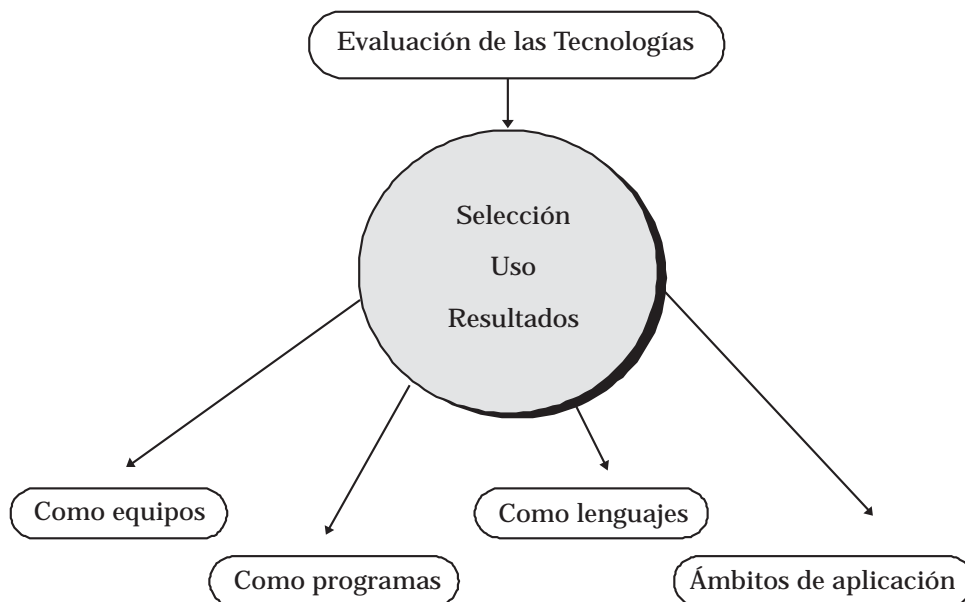 Evaluación de las Tecnologías
Selección
Uso
Resultados
Como equipos
Como lenguajes
Como programas
Ámbitos de aplicación